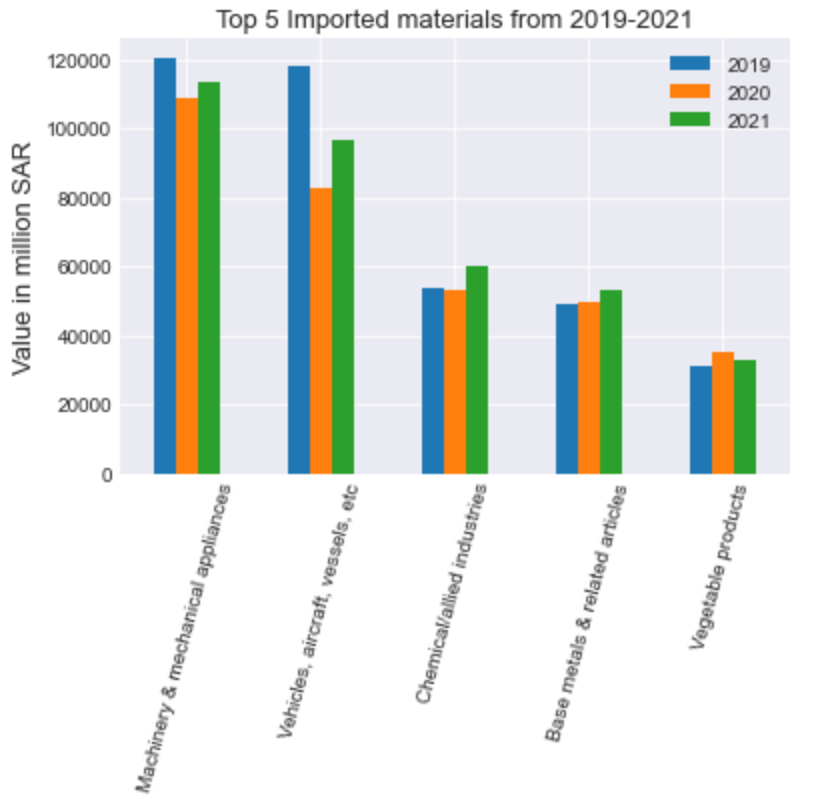 Top 5 Imported materials from 2019-2021
Value in million SAR
120000
100000
80000
60000
40000
20000
0
2019
2020
2021
Machinery & mechanical appliances
Vehicles, aircraft, vessels, etc
Chemical/allied industries
Base metals & related articles
Vegetable products